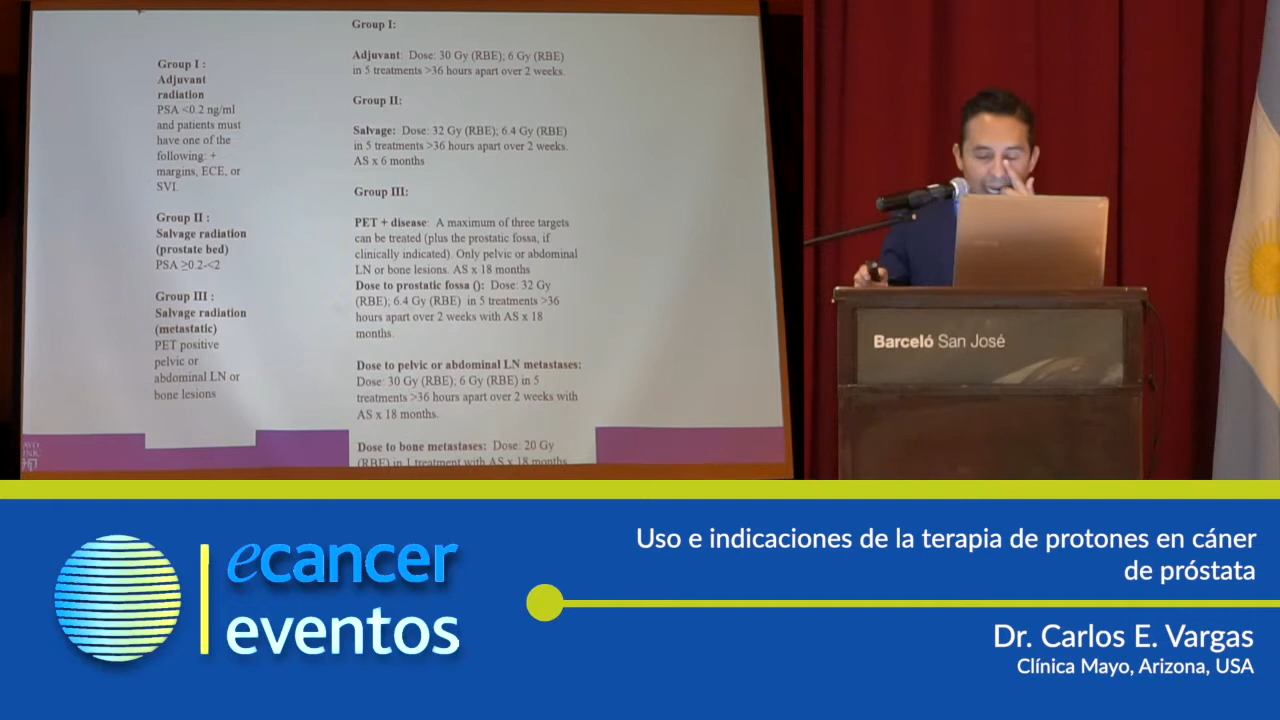 Group I :
Adjuvant
radiation
PSA <0.2 ng/ml
and patients must
have one of the
following: +
margins, ECE, or
SVI.
Group II :
Salvage radiation
(prostate bed)
PSA ≥0.2-<2
Group III :
Salvage radiation
(metastatic)
PET positive
pelvic or
abdominal LN or
bone lesions
Group I:
Adjuvant: Dose: 30 Gy (RBE); 6 Gy (RBE)
in 5 treatments >36 hours apart over 2 weeks.
Group II:
Salvage: Dose: 32 Gy (RBE); 6.4 Gy (RBE)
in 5 treatments >36 hours apart over 2 weeks.
AS x 6 months
Group III:
PET + disease: A maximum of three targets
can be treated (plus the prostatic fossa, if
clinically indicated). Only pelvic or abdominal
LN or bone lesions. AS x 18 months
Dose to prostatic fossa (): Dose: 32 Gy
(RBE); 6.4 Gy (RBE) in 5 treatments >36
hours apart over 2 weeks with AS x 18
months.
Dose to pelvic or abdominal LN metastases:
Dose: 30 Gy (RBE); 6 Gy (RBE) in 5
treatments >36 hours apart over 2 weeks with
AS x 18 months.
Dose to bone metastases: Dose: 20 Gy
(RBE) in 1 treatment with AS x 18 months
Barceló San José
ecancer
eventos
Uso e indicaciones de la terapia de protones en cáner
de próstata
Dr. Carlos E. Vargas
Clínica Mayo, Arizona, USA